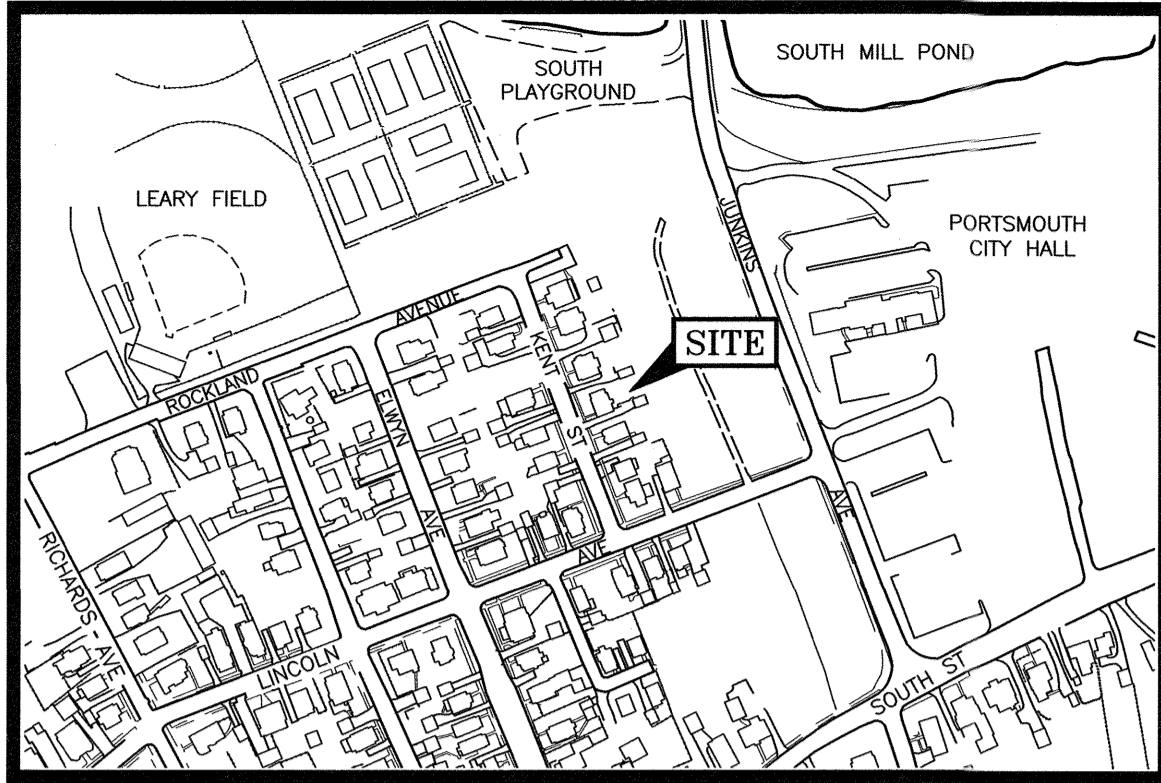 SOUTH MILL POND
SOUTH
PLAYGROUND
LEARY FIELD
JUNKINS
PORTSMOUTH
CITY HALL
AVENUE
KENT
SITE
ROCKLAND
ELWYN
ST
AVE
AVE
RICHARDS-AVE
AVE
LINCOLN
SOUTH ST